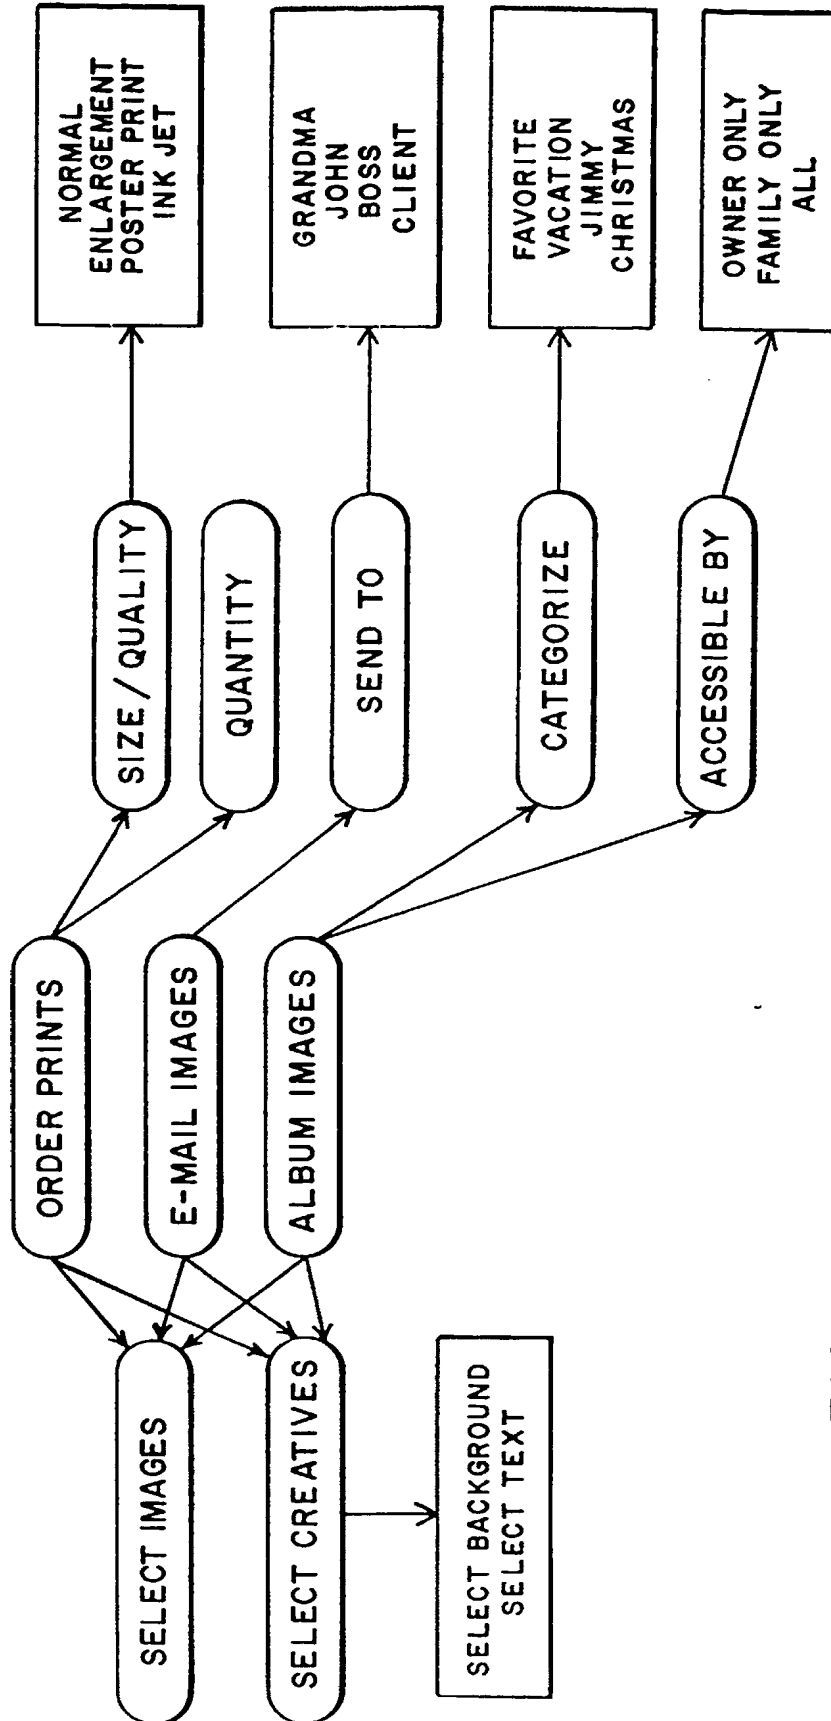 SELECT IMAGES
SELECT CREATIVES
SELECT BACKGROUND
SELECT TEXT
ORDER PRINTS
E-MAIL IMAGES
ALBUM IMAGES
SIZE/QUALITY
QUANTITY
SEND TO
CATEGORIZE
ACCESSIBLE BY
NORMAL
ENLARGEMENT
POSTER PRINT
INK JET
GRANDMA
JOHN
BOSS
CLIENT
FAVORITE
VACATION
JIMMY
CHRISTMAS
OWNER ONLY
FAMILY ONLY
ALL